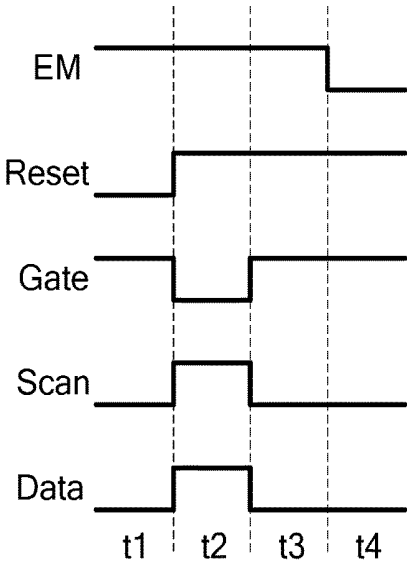 EM
Reset
Gate
Scan
Data
t1 t2 t3 t4